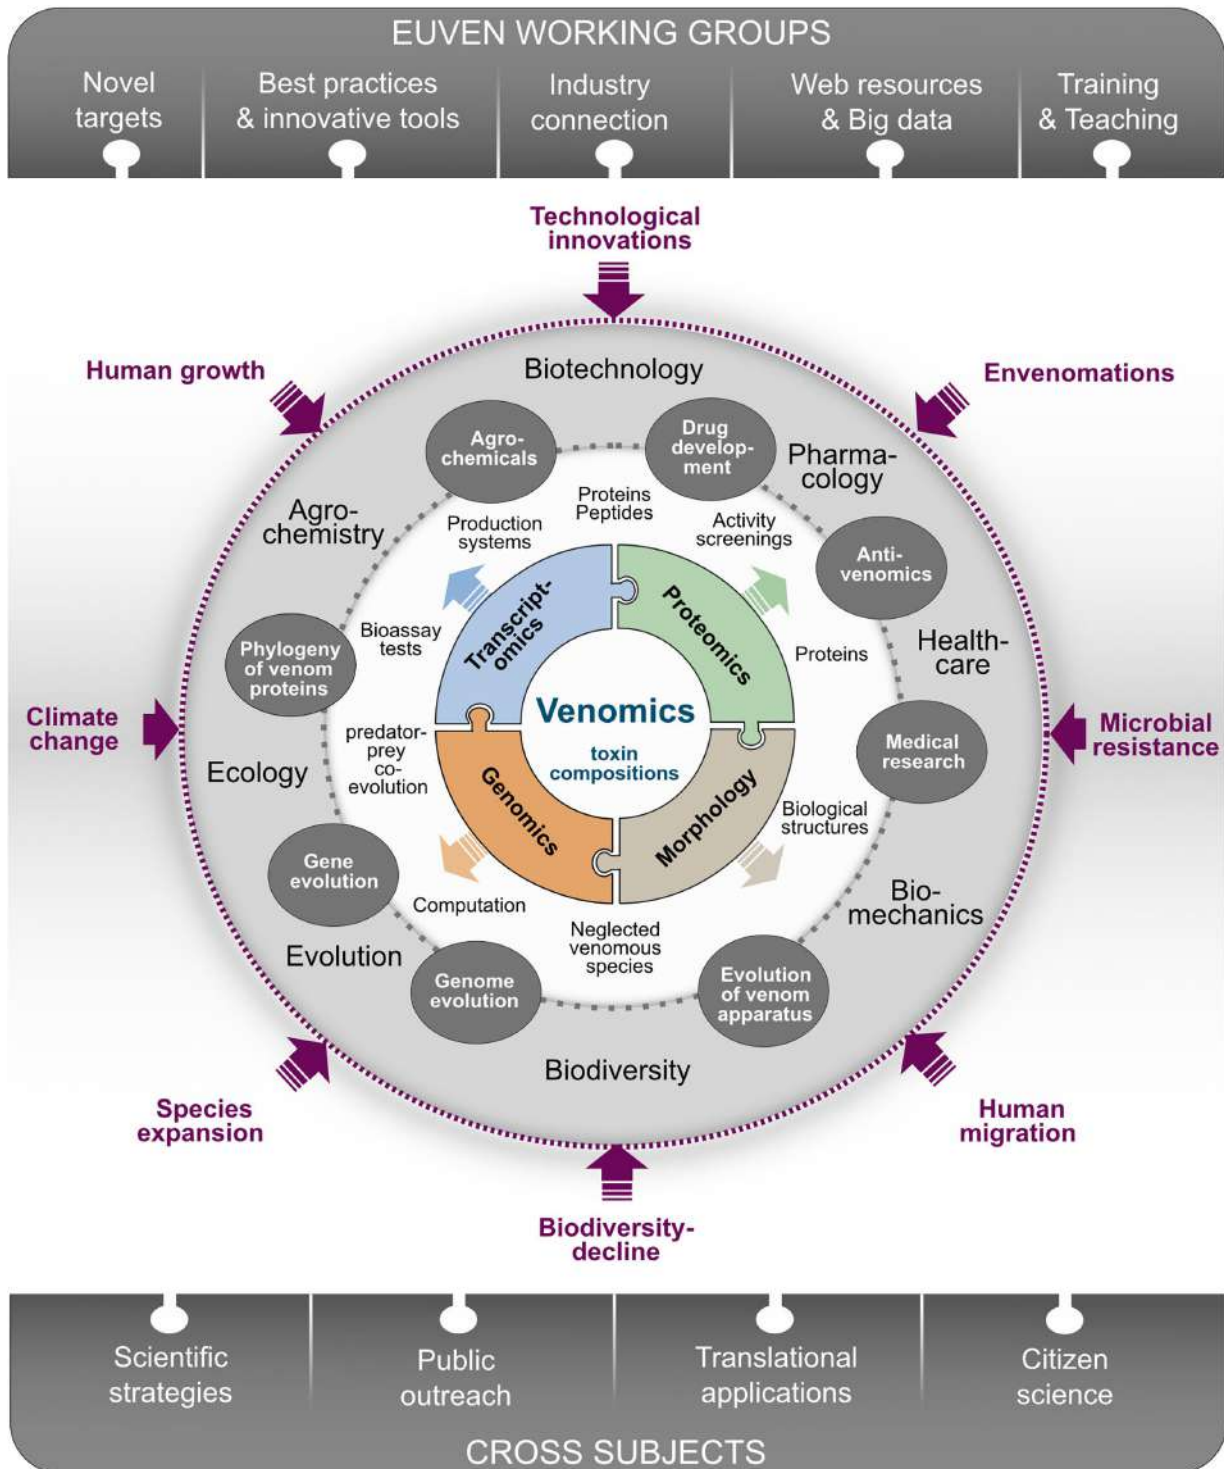 EUVEN WORKING GROUPS
Novel
targets
Best practices
& innovative tools
Industry
connection
Web resources
& Big data
Training
& Teaching
Technological
innovations
Human growth
Envenomations
Biotechnology
Agro-
chemicals
Drug
develop-
ment
Pharma-
cology
Agro-
chemistry
Production
systems
Proteins
Peptides
Activity
screenings
Anti-
venomics
Transcript-
omics
Proteomics
Phylogeny
of venom
proteins
Bioassay
tests
Proteins
Health-
care
Climate
change
Venomics
toxin
compositions
Microbial
resistance
Ecology
predator-
prey
co-
evolution
Medical
research
Genomics
Morphology
Biological
structures
Gene
evolution
Computation
Neglected
venomous
species
Bio-
mechanics
Evolution
Genome
evolution
Evolution
of venom
apparatus
Biodiversity
Species
expansion
Human
migration
Biodiversity-
decline
Scientific
strategies
Public
outreach
Translational
applications
Citizen
science
CROSS SUBJECTS